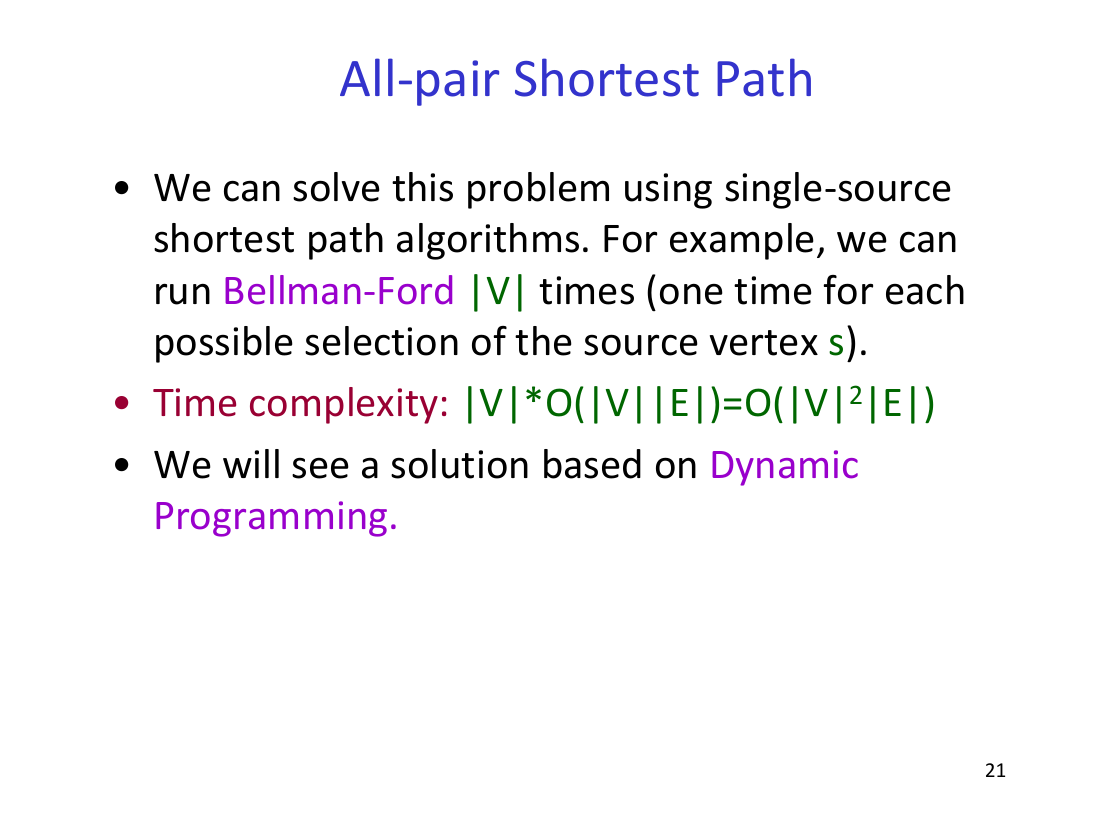 All-pair Shortest Path
• We can solve this problem using single-source
shortest path algorithms. For example, we can
run Bellman-Ford |V| times (one time for each
possible selection of the source vertex s).
• Time complexity: |V|*O(|V||E|)=O(|V|²|E|)
• We will see a solution based on Dynamic
Programming.
21